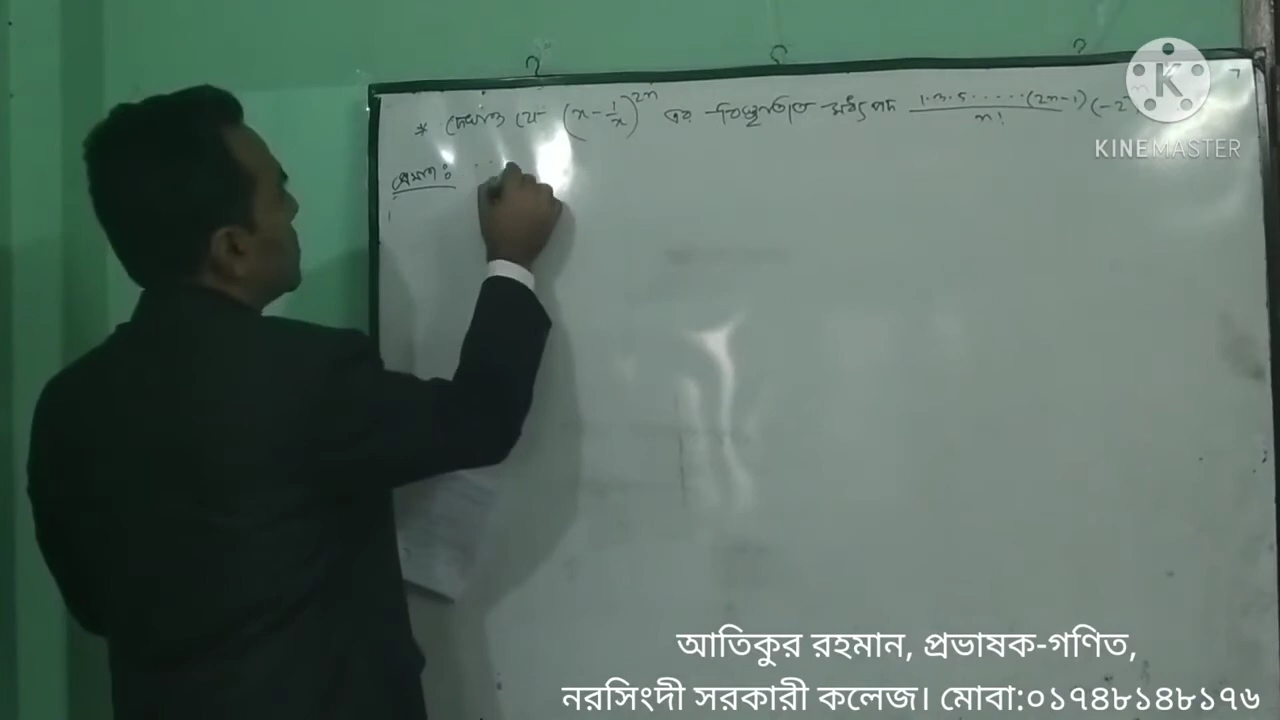 * দেখাও যে (x - 1/x)^2n এর বিস্তৃতিতে মধ্যপদ 1.3.5......(2n-1)/n! (-2
প্রমাণ :
K
KINEMASTER
আতিকুর রহমান, প্রভাষক-গণিত,
নরসিংদী সরকারী কলেজ। মোবা:০১৭৪৮১৪৮১৭৬